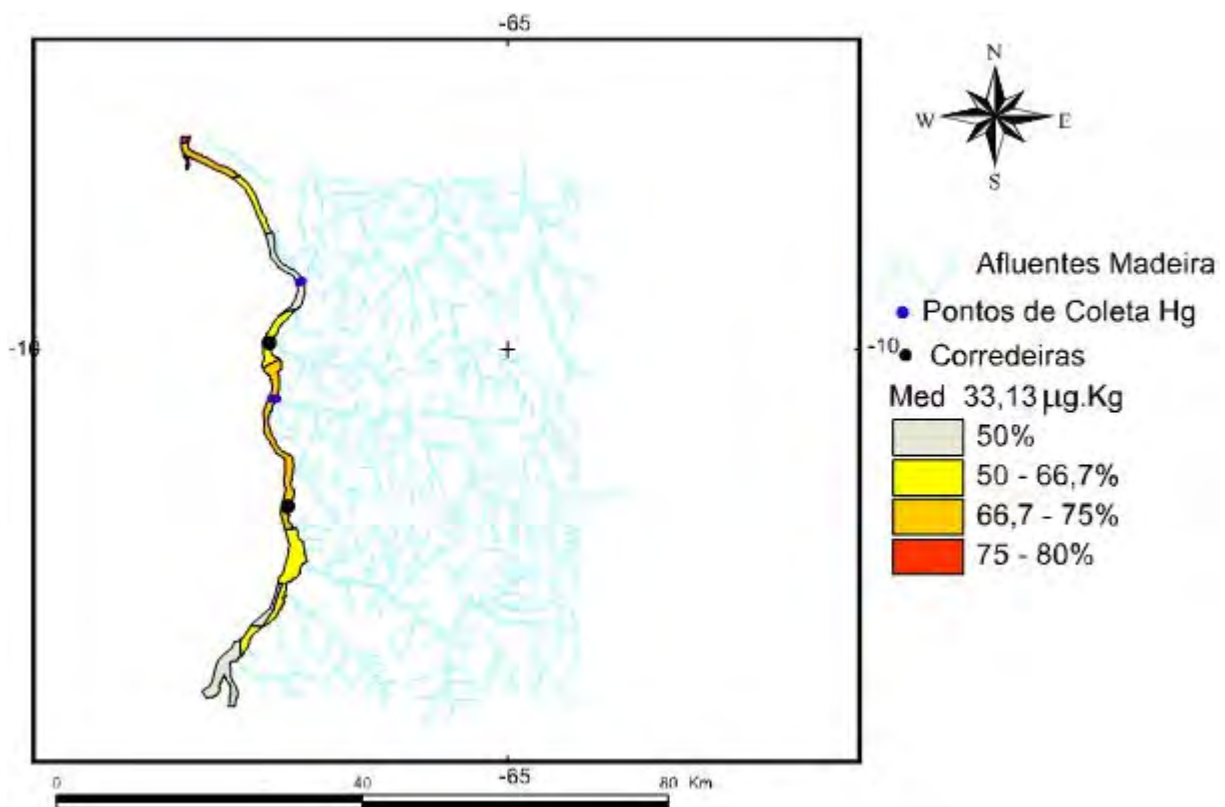 -65
N
W
E
S
Afluentes Madeira
Pontos de Coleta Hg
-10
-10
Corredeiras
Med 33,13 µg.Kg
50%
50 - 66,7%
66,7 - 75%
75 - 80%
-65
0
40
80 Km